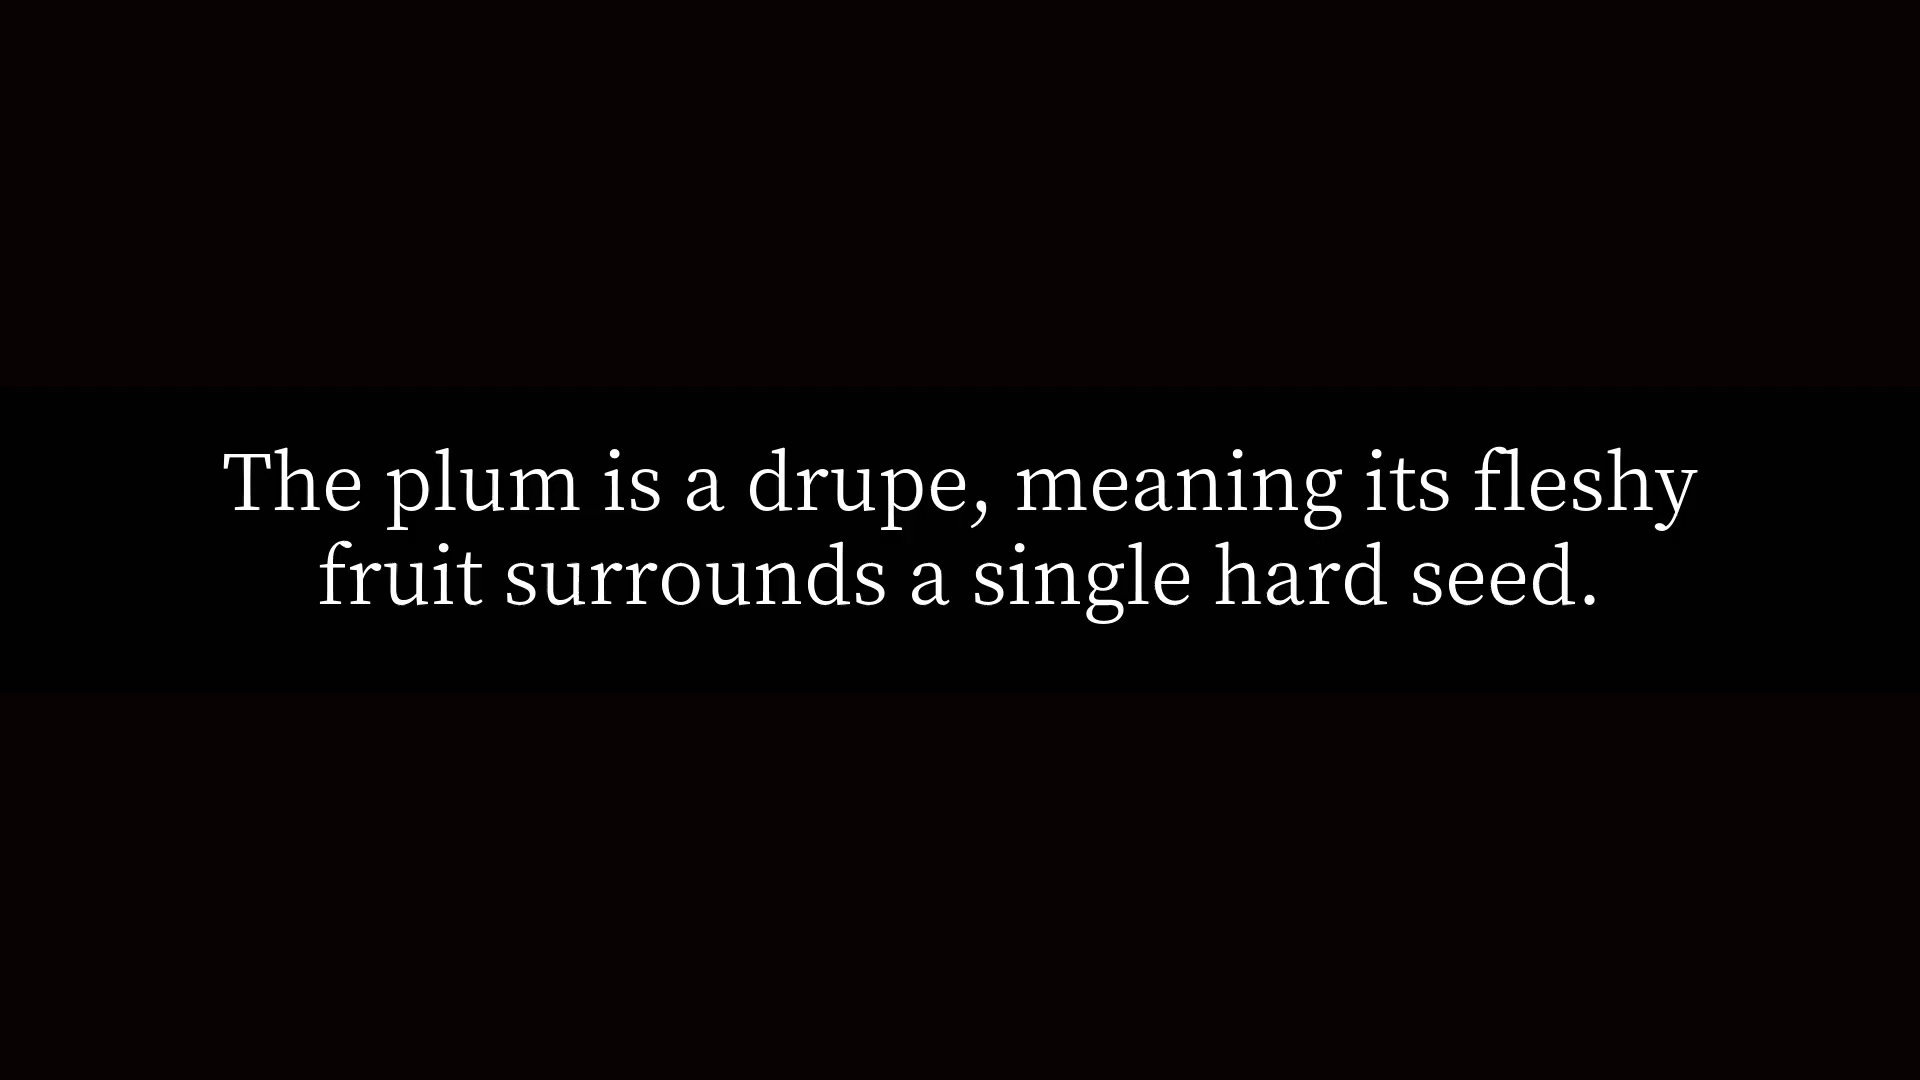 The plum is a drupe, meaning its fleshy
fruit surrounds a single hard seed.